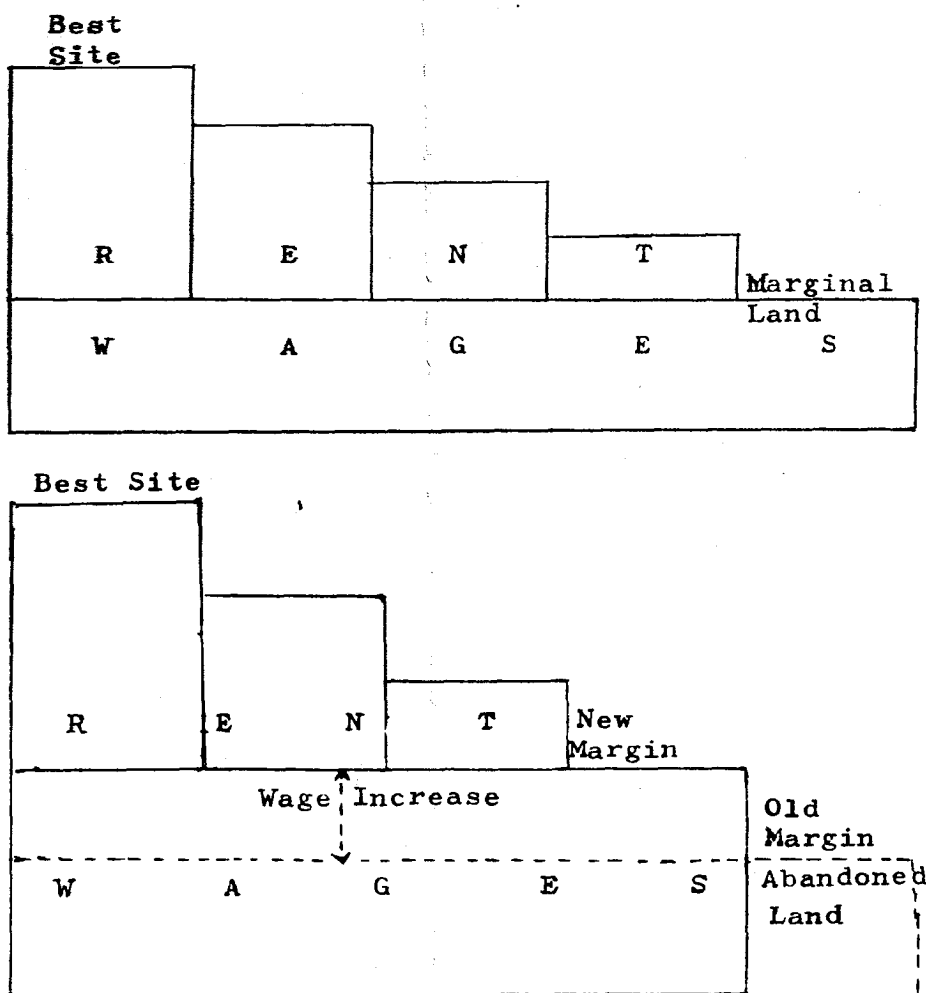 Best
Site
R E N T
Marginal
Land
W A G E S
Best Site
R E N T
New
Margin
Wage Increase
Old
Margin
W A G E S
Abandoned
Land